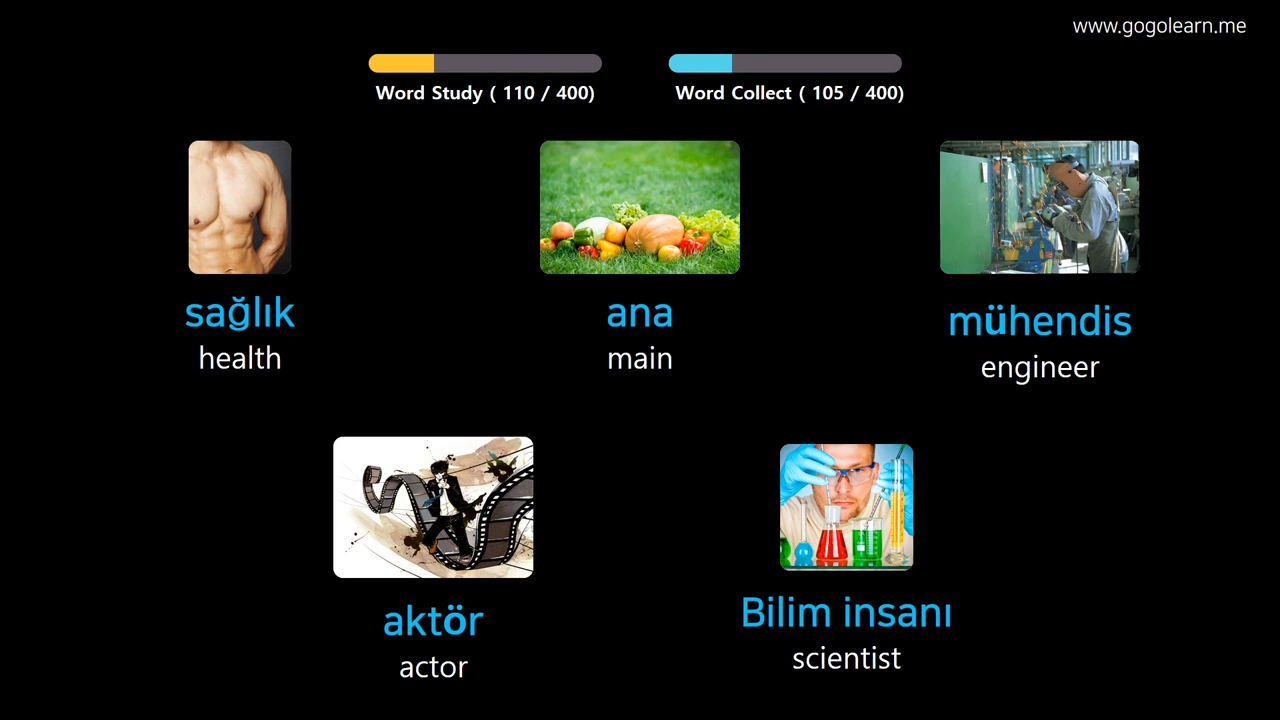 www.gogolearn.me
Word Study ( 110 / 400)
Word Collect ( 105 / 400)
sağlık
health
ana
main
mühendis
engineer
aktör
actor
Bilim insanı
scientist